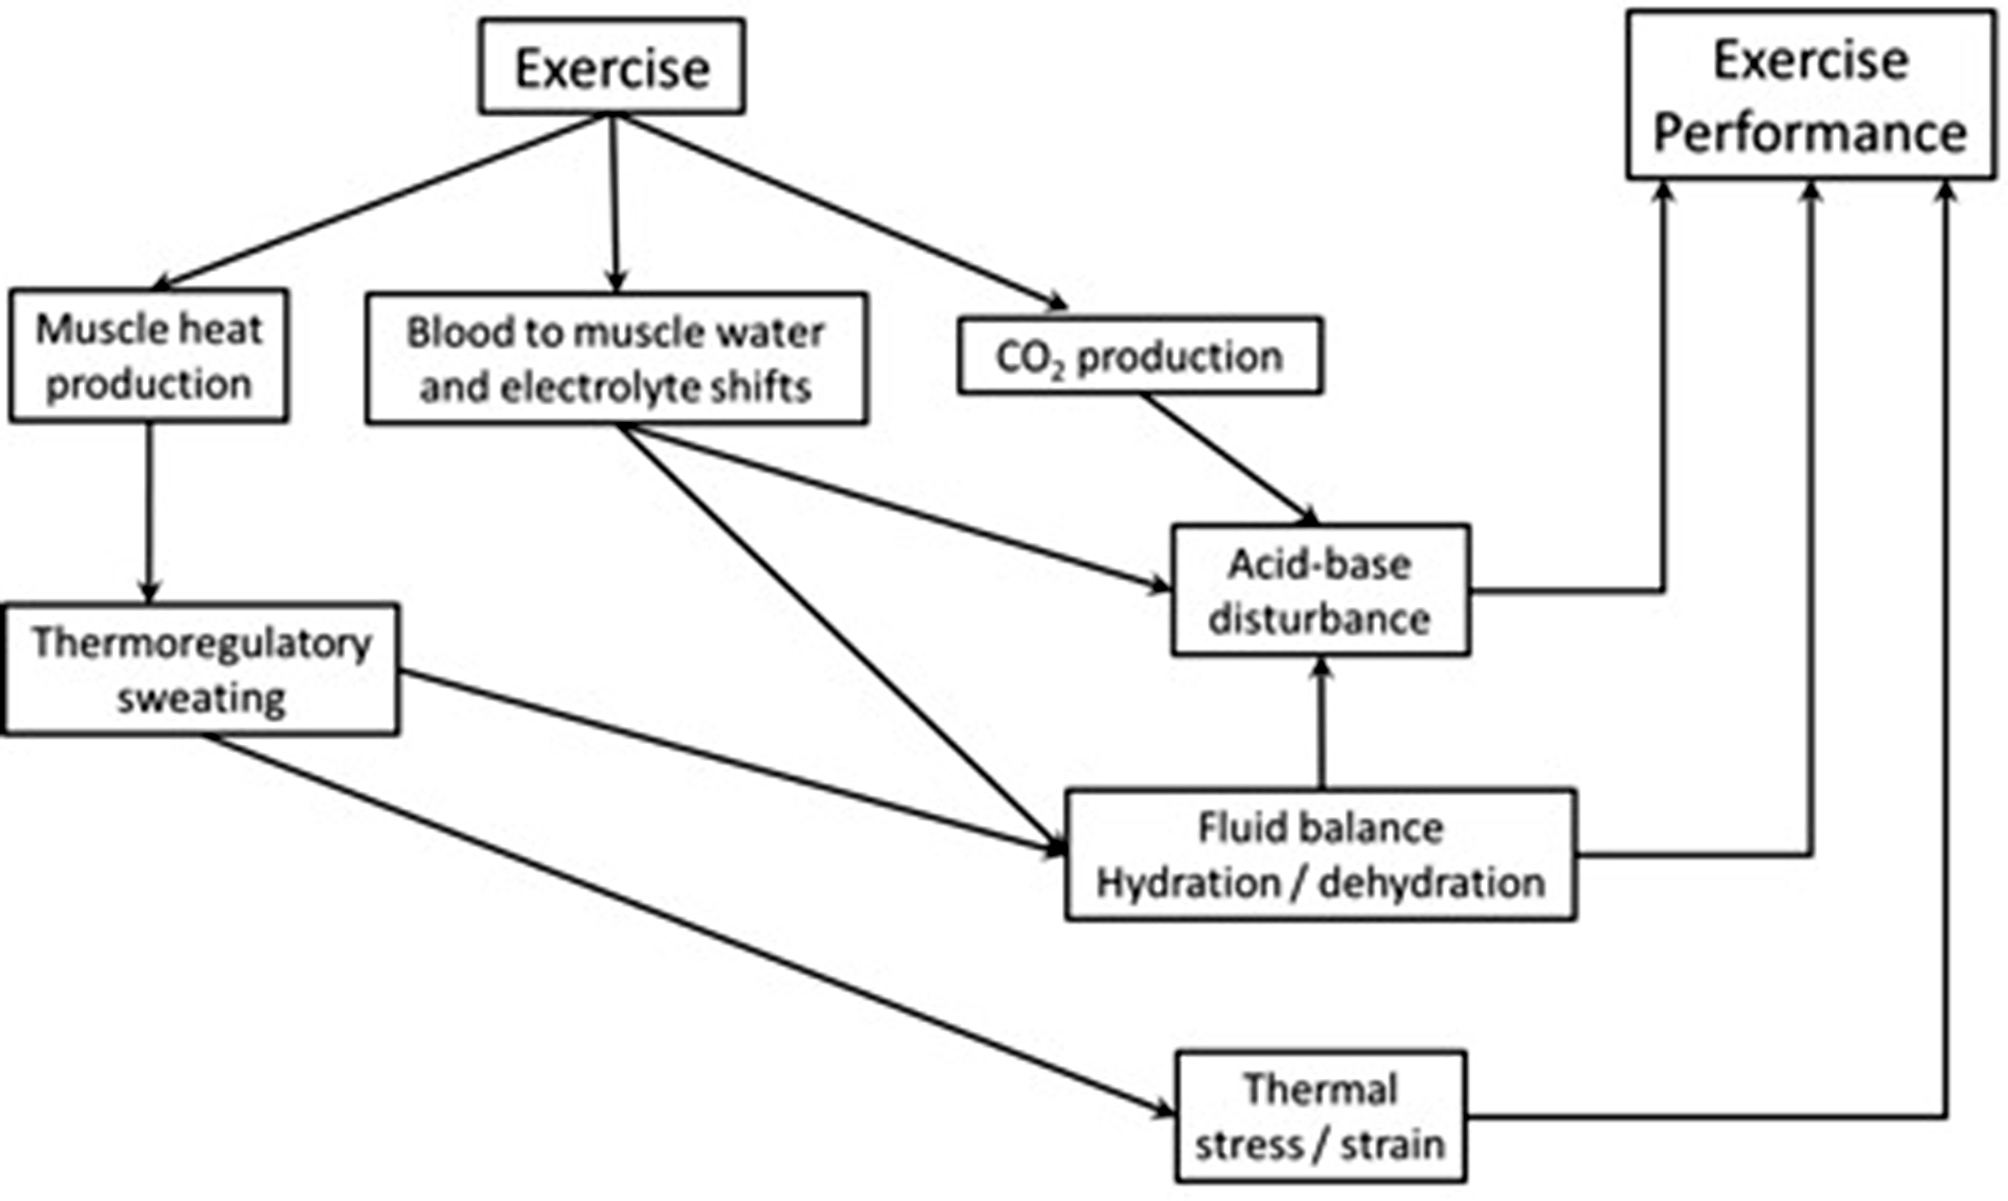 Exercise
Exercise
Performance
Muscle heat
production
Blood to muscle water
and electrolyte shifts
CO₂ production
Acid-base
disturbance
Thermoregulatory
sweating
Fluid balance
Hydration / dehydration
Thermal
stress / strain